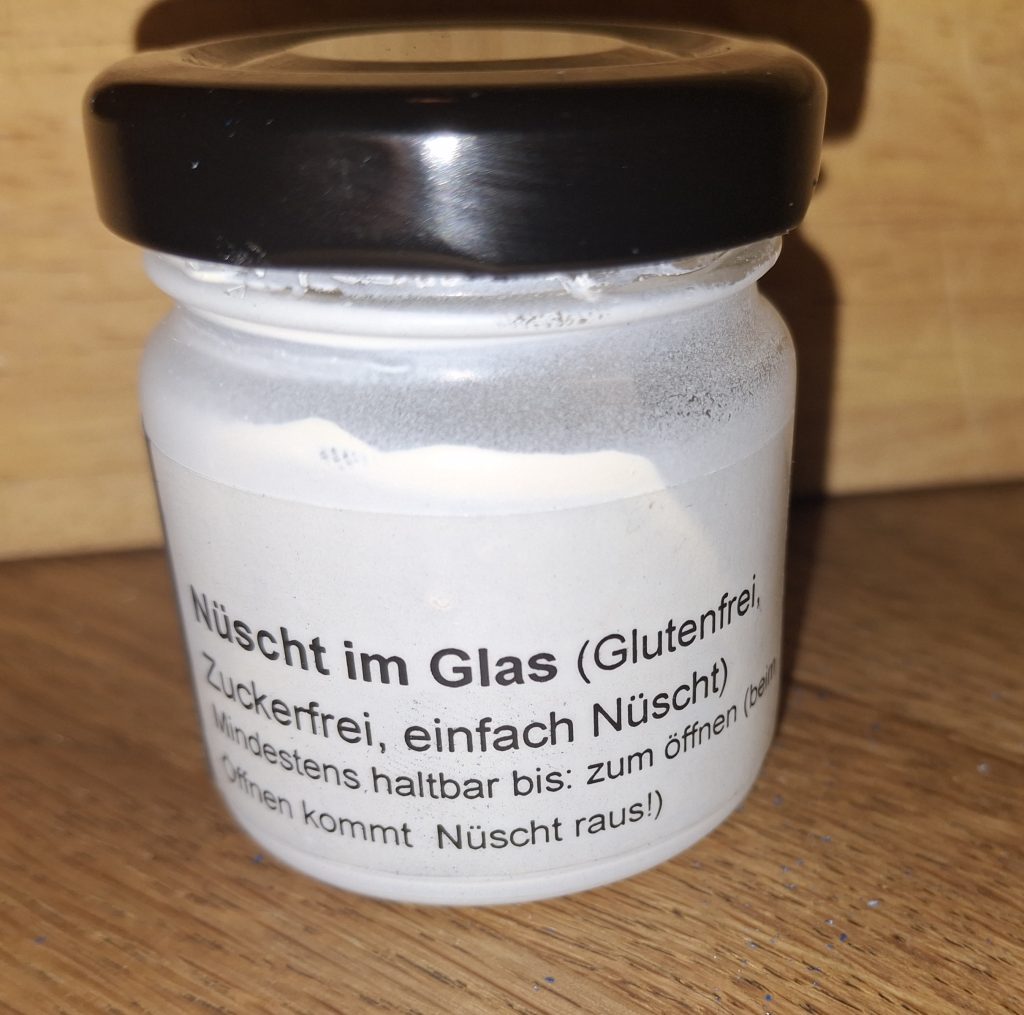 Nüscht im Glas (Glutenfrei,
Zuckerfrei, einfach Nüscht)
Mindestens haltbar bis: zum öffnen (beim
Öffnen kommt Nüscht raus!)